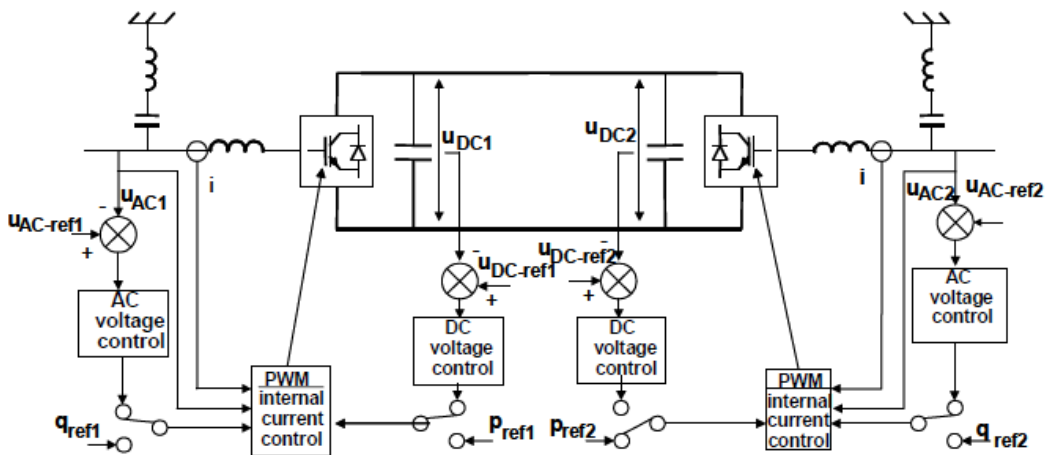 u_DC1
u_DC2
i
i
u_AC1
u_AC2
u_AC-ref2
-
u_AC-ref1
+
-
u_DC-ref1
+
u_DC-ref2
-
+
AC
voltage
control
DC
voltage
control
DC
voltage
control
AC
voltage
control
PWM
internal
current
control
PWM
internal
current
control
q_ref1
p_ref1
p_ref2
q_ref2